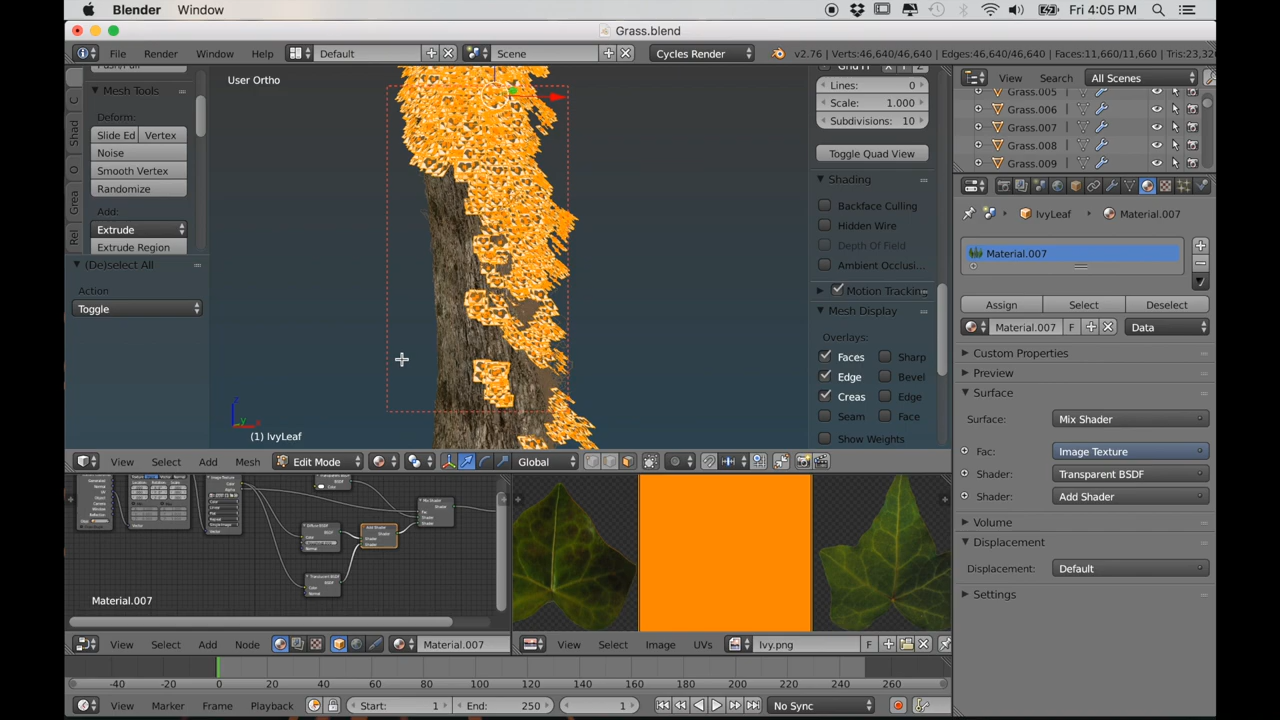 Blender Window Fri 4:05 PM
Grass.blend
File Render Window Help Default Scene Cycles Render v2.76 | Verts:46,640/46,640 | Edges:46,640/46,640 | Faces:11,660/11,660 | Tris:23,32
User Ortho
Mesh Tools
Deform:
Slide Ed Vertex
Noise
Smooth Vertex
Randomize
Add:
Extrude
Extrude Region
C
Shad
O
Grea
Rel
(De)select All
Action
Toggle
(1) IvyLeaf
Lines: 0
Scale: 1.000
Subdivisions: 10
Toggle Quad View
Shading
Backface Culling
Hidden Wire
Depth Of Field
Ambient Occlusi...
Motion Tracking
Mesh Display
Overlays:
Faces Sharp
Edge Bevel
Creas Edge
Seam Face
Show Weights
View Search All Scenes
Grass.005
Grass.006
Grass.007
Grass.008
Grass.009
IvyLeaf Material.007
Material.007
Assign Select Deselect
Material.007 F Data
Custom Properties
Preview
Surface
Surface: Mix Shader
Fac: Image Texture
Shader: Transparent BSDF
Shader: Add Shader
Volume
Displacement
Displacement: Default
Settings
View Select Add Mesh Edit Mode Global
Material.007
View Select Add Node Material.007
View Select Image UVs Ivy.png F
-40 -20 0 20 40 60 80 100 120 140 160 180 200 220 240 260 280
View Marker Frame Playback Start: 1 End: 250 1 No Sync